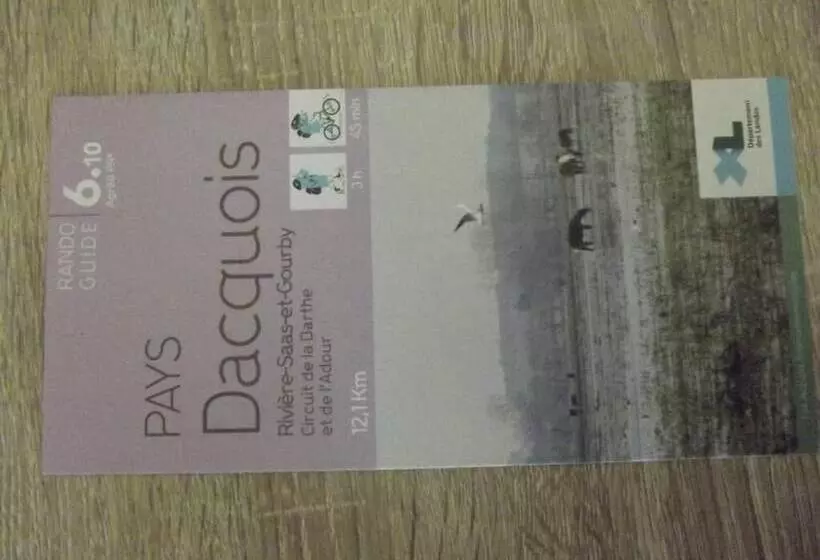 RANDO
GUIDE
6.10
PAYS
Dacquois
Rivière-Saas-et-Gourby
Circuit de la Darthe
et de l'Adour
12,1 Km
3 h
45 min
XL
Département
des Landes